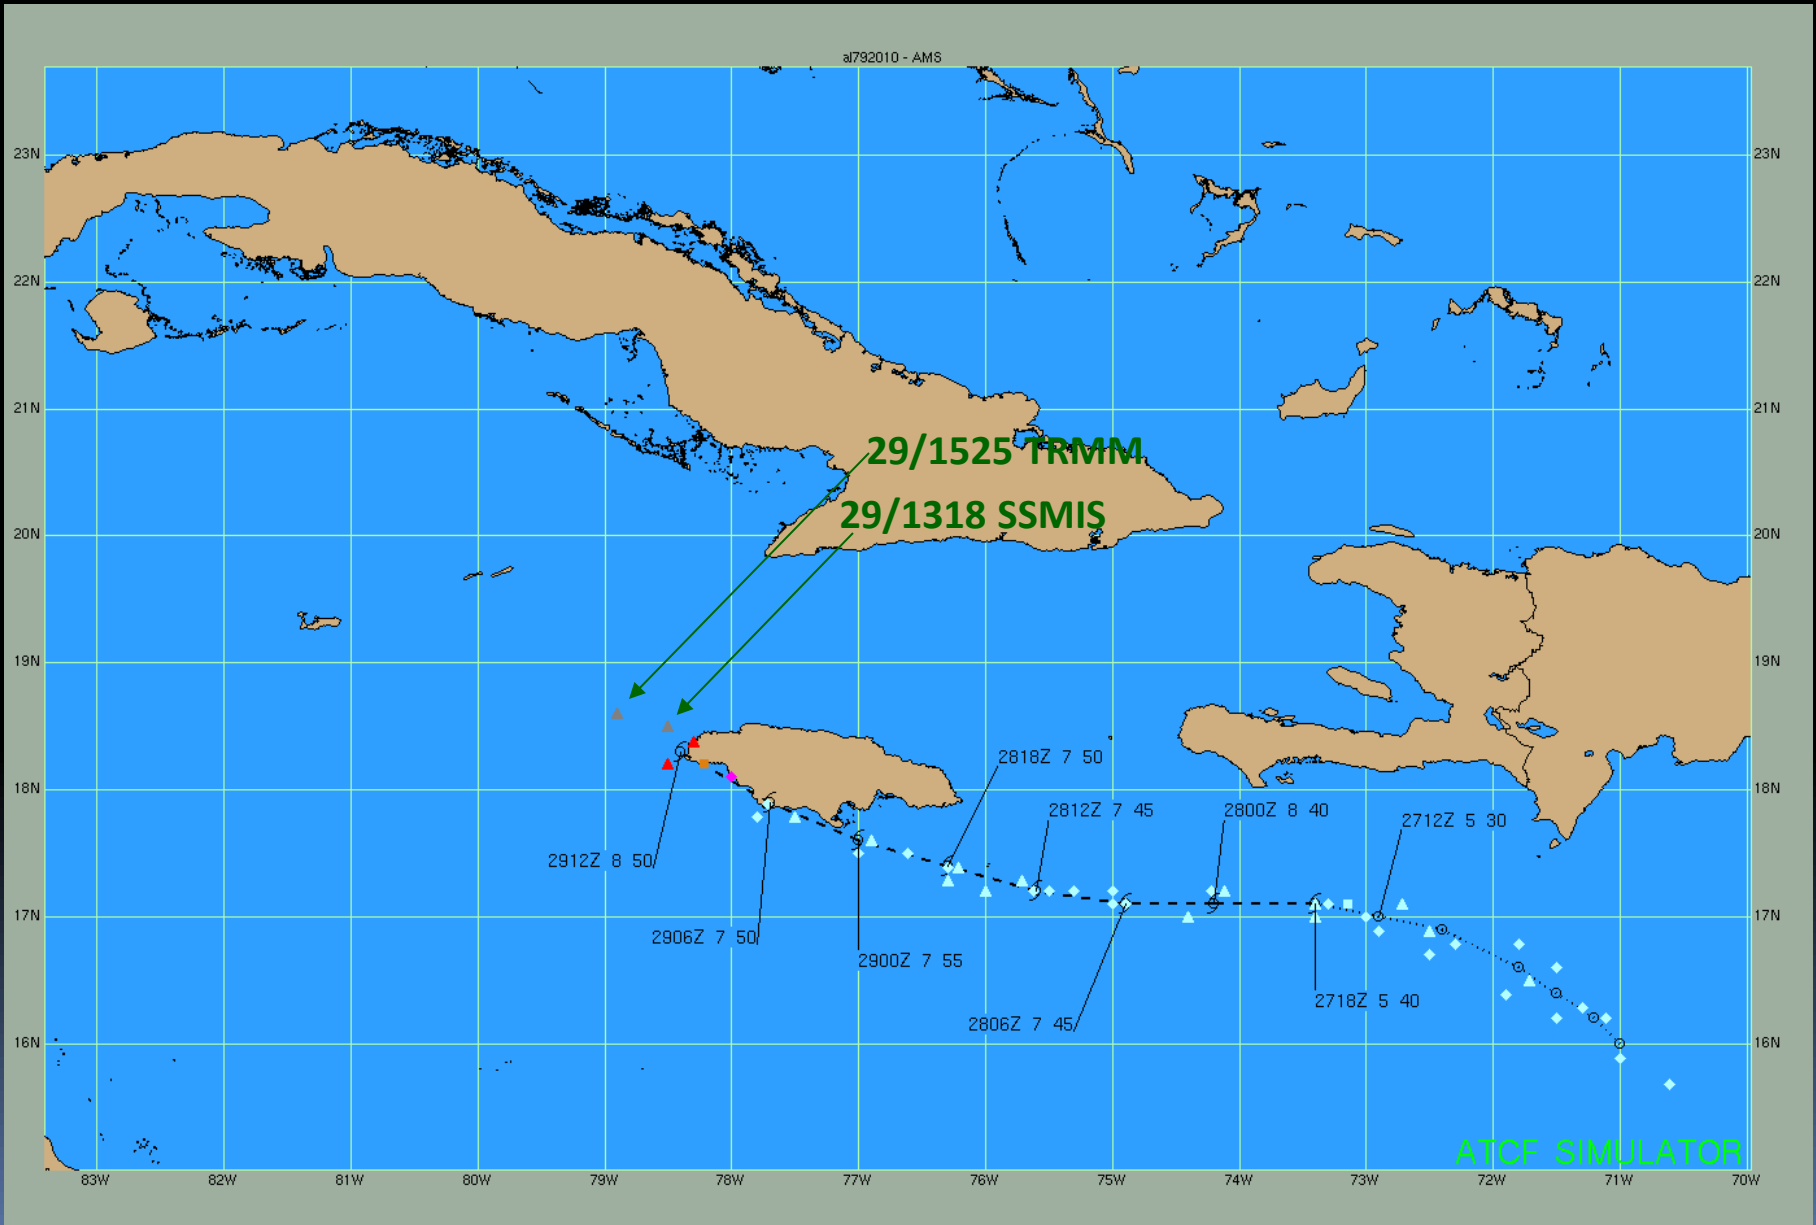 al792010 - AMS
23N 23N
22N 22N
21N 21N
29/1525 TRMM
29/1318 SSMIS
20N 20N
19N 19N
2818Z 7 50
18N 18N
2812Z 7 45
2800Z 8 40
2712Z 5 30
2912Z 8 50
17N 17N
2906Z 7 50
2900Z 7 55
2718Z 5 40
2806Z 7 45
16N 16N
ATCF SIMULATOR
83W 82W 81W 80W 79W 78W 77W 76W 75W 74W 73W 72W 71W 70W